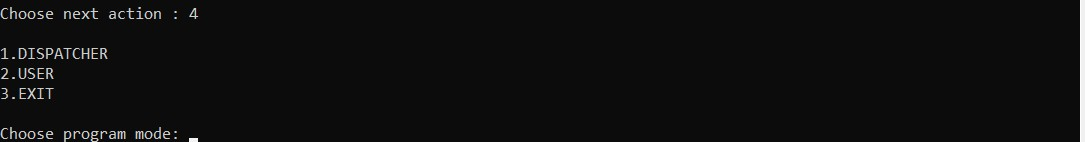 Choose next action : 4
1.DISPATCHER
2.USER
3.EXIT
Choose program mode: